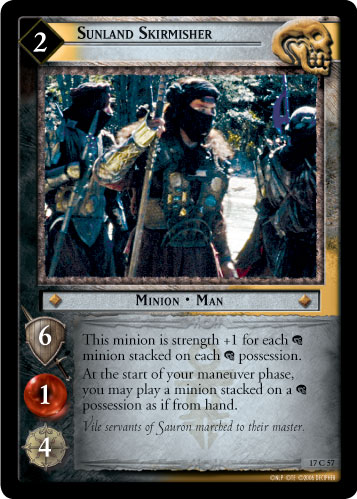 2
Sunland Skirmisher
Minion • Man
6
This minion is strength +1 for each
minion stacked on each possession.
1
At the start of your maneuver phase,
you may play a minion stacked on a
possession as if from hand.
4
Vile servants of Sauron marched to their master.
17 C 57